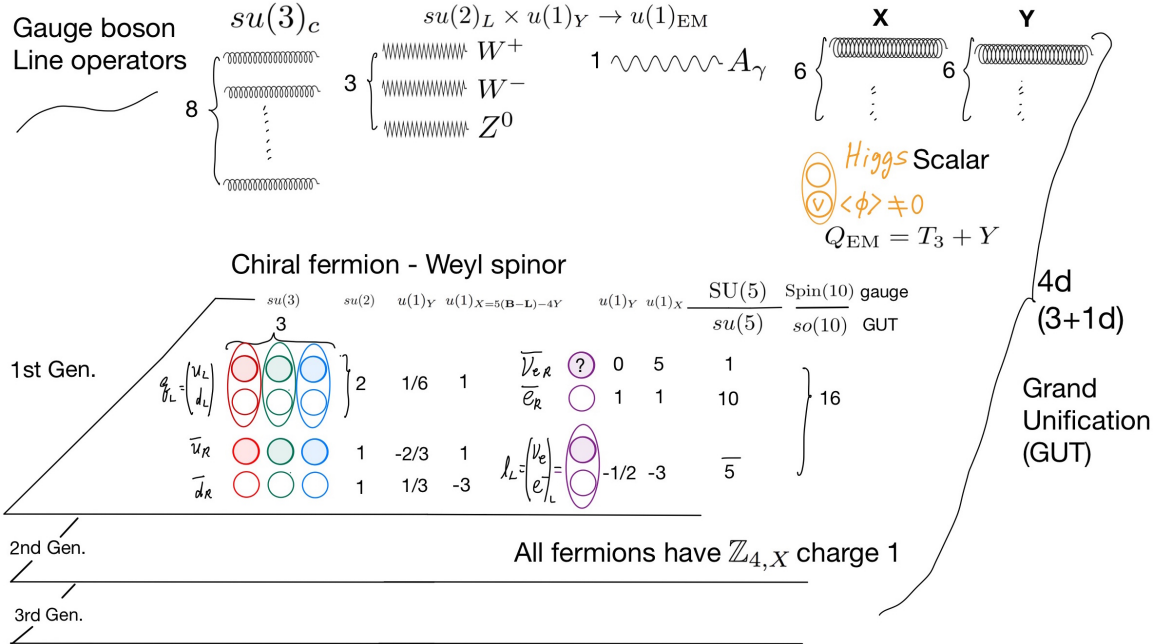 Gauge boson
Line operators
su(3)_c
8
su(2)_L × u(1)_Y → u(1)_EM
3
W⁺
W⁻
Z⁰
1
A_γ
X
6
Y
6
Higgs Scalar
v <ϕ> ≠ 0
Q_EM = T₃ + Y
Chiral fermion - Weyl spinor
su(3) su(2) u(1)_Y u(1)_{X=5(B−L)−4Y} u(1)_Y u(1)_X SU(5) Spin(10) gauge
su(5) so(10) GUT
3
1st Gen.
q_L = (u_L d_L) 2 1/6 1
ū_R 1 -2/3 1
d̄_R 1 1/3 -3
ν̄_{eR} ? 0 5 1
ē_R 1 1 10
l_L = (ν_e e⁻)_L = -1/2 -3 5̄
16
2nd Gen.
All fermions have ℤ_{4,X} charge 1
3rd Gen.
4d
(3+1d)
Grand
Unification
(GUT)